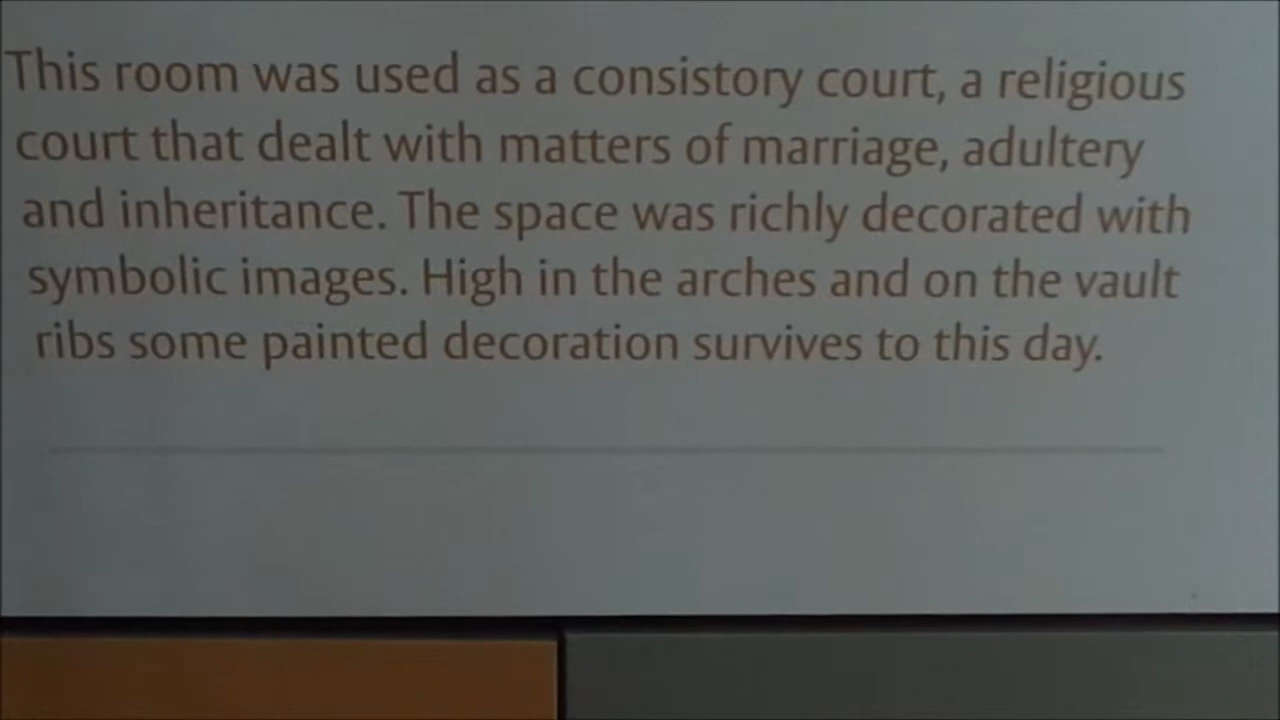 This room was used as a consistory court, a religious
court that dealt with matters of marriage, adultery
and inheritance. The space was richly decorated with
symbolic images. High in the arches and on the vault
ribs some painted decoration survives to this day.